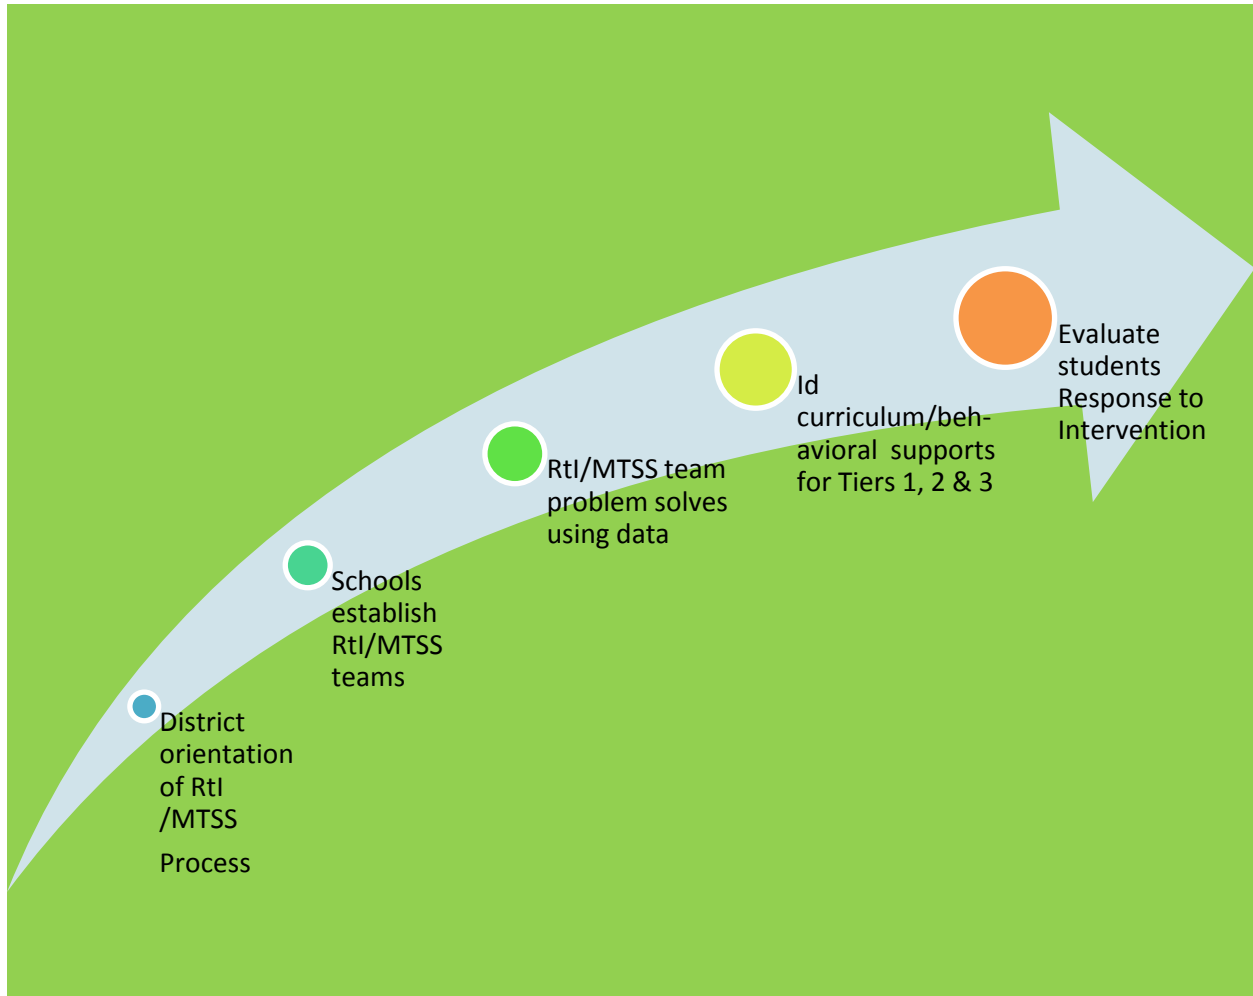 District
orientation
of RtI
/MTSS
Process
Schools
establish
RtI/MTSS
teams
RtI/MTSS team
problem solves
using data
Id
curriculum/beh-
avioral  supports
for Tiers 1, 2 & 3
Evaluate
students
Response to
Intervention